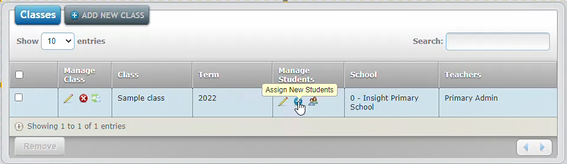 Classes ADD NEW CLASS
Show 10 entries Search:
Manage Class Class Term Manage Students School Teachers
Assign New Students
Sample class 2022 0 - Insight Primary School Primary Admin
Showing 1 to 1 of 1 entries
Remove